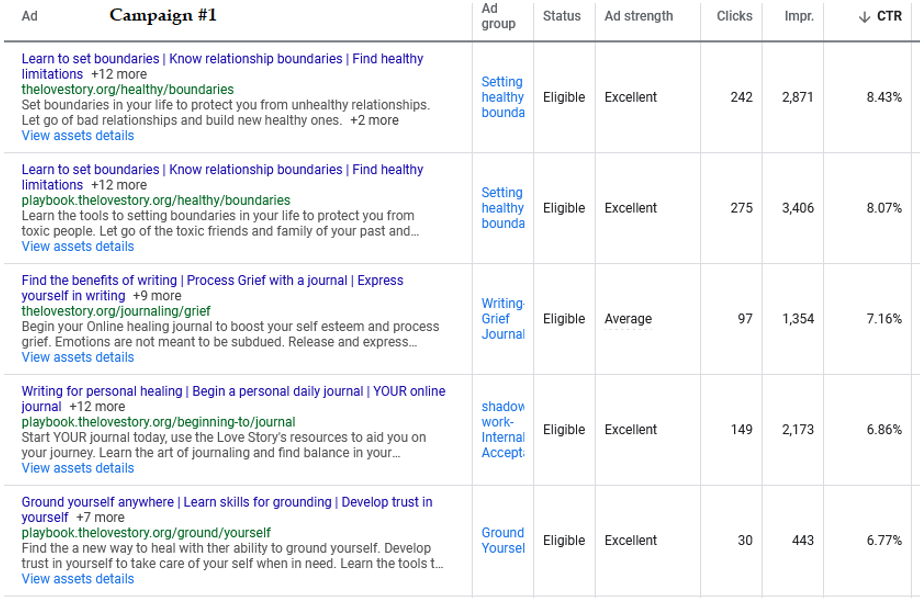 Ad
Campaign #1
Ad group
Status
Ad strength
Clicks
Impr.
↓ CTR
Learn to set boundaries | Know relationship boundaries | Find healthy
limitations +12 more
thelovestory.org/healthy/boundaries
Set boundaries in your life to protect you from unhealthy relationships.
Let go of bad relationships and build new healthy ones. +2 more
View assets details
Setting
healthy
bounda
Eligible
Excellent
242
2,871
8.43%
Learn to set boundaries | Know relationship boundaries | Find healthy
limitations +12 more
playbook.thelovestory.org/healthy/boundaries
Learn the tools to setting boundaries in your life to protect you from
toxic people. Let go of the toxic friends and family of your past and…
View assets details
Setting
healthy
bounda
Eligible
Excellent
275
3,406
8.07%
Find the benefits of writing | Process Grief with a journal | Express
yourself in writing +9 more
thelovestory.org/journaling/grief
Begin your Online healing journal to boost your self esteem and process
grief. Emotions are not meant to be subdued. Release and express…
View assets details
Writing-
Grief
Journal
Eligible
Average
97
1,354
7.16%
Writing for personal healing | Begin a personal daily journal | YOUR online
journal +12 more
playbook.thelovestory.org/beginning-to/journal
Start YOUR journal today, use the Love Story's resources to aid you on
your journey. Learn the art of journaling and find balance in your…
View assets details
shadow
work-
Internal
Accepta
Eligible
Excellent
149
2,173
6.86%
Ground yourself anywhere | Learn skills for grounding | Develop trust in
yourself +7 more
playbook.thelovestory.org/ground/yourself
Find the a new way to heal with ther ability to ground yourself. Develop
trust in yourself to take care of your self when in need. Learn the tools t…
View assets details
Ground
Yoursel
Eligible
Excellent
30
443
6.77%